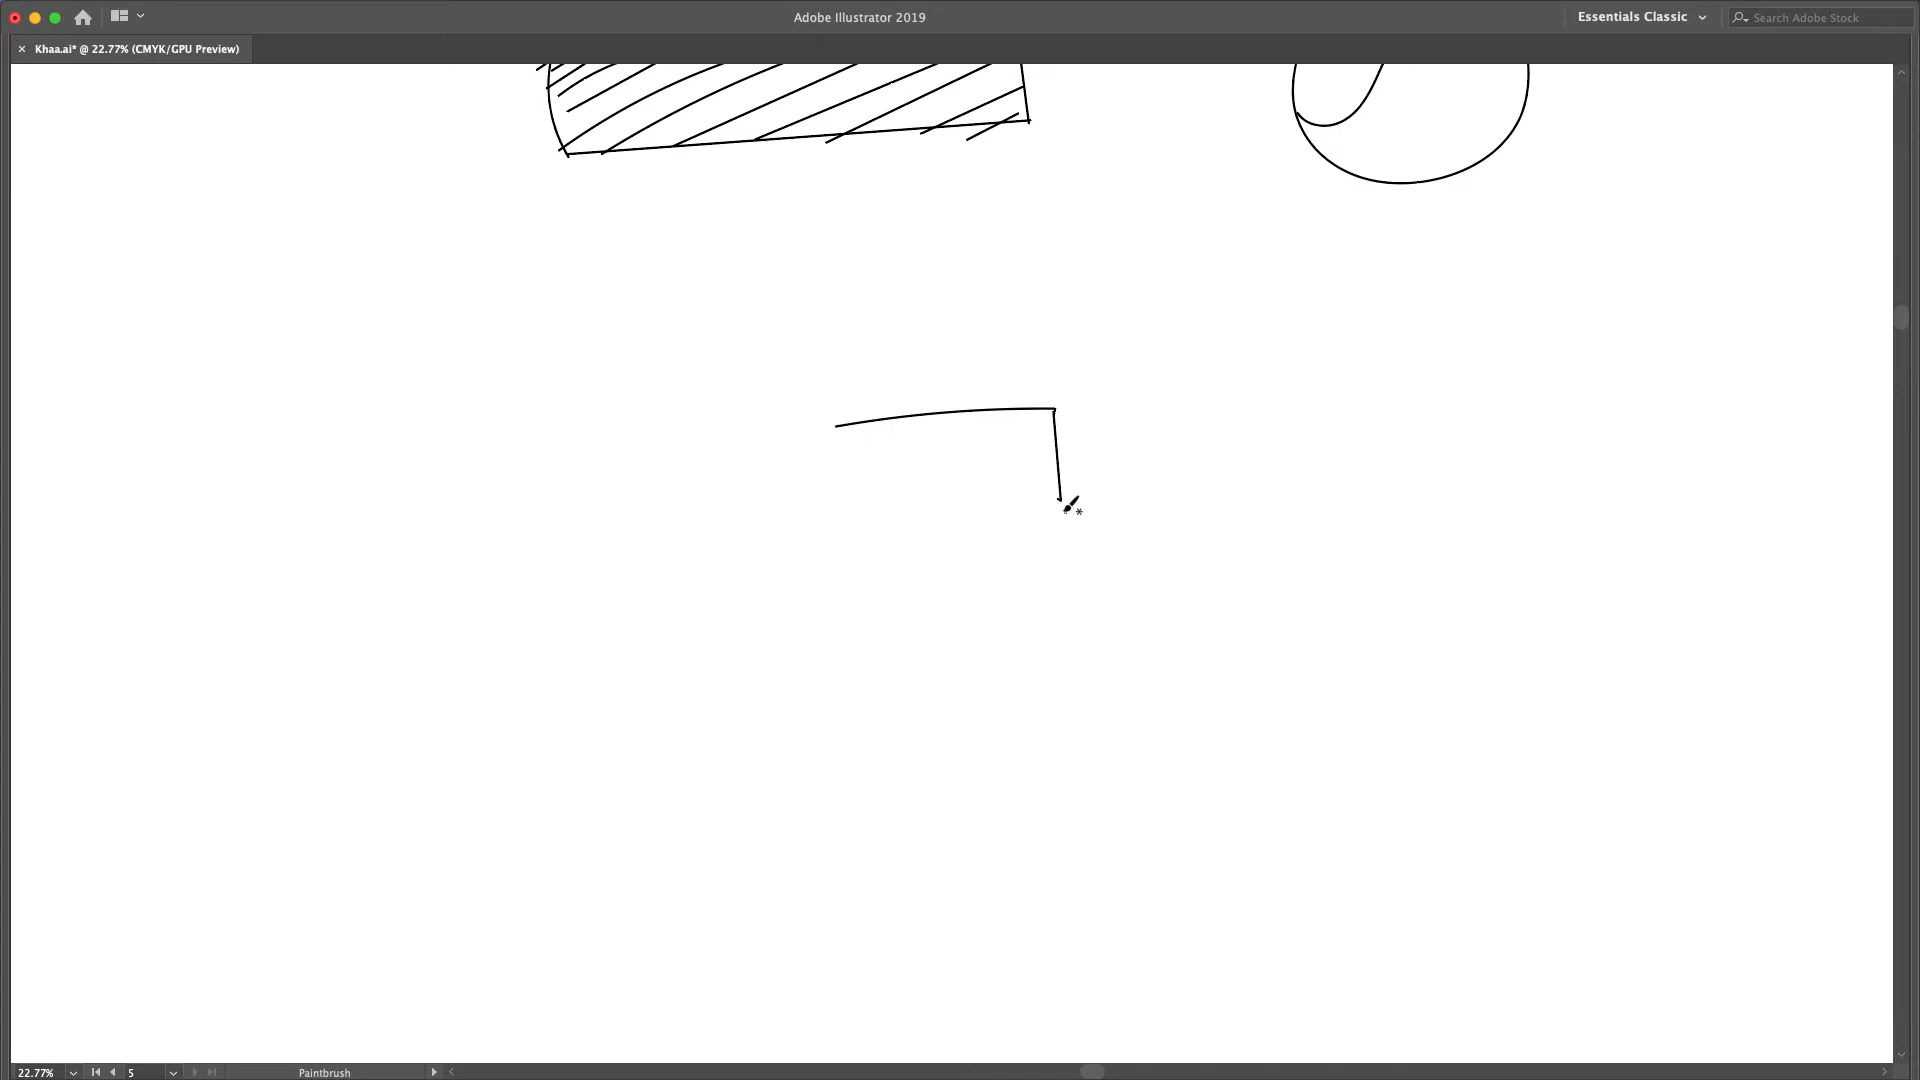 Adobe Illustrator 2019
Essentials Classic
Search Adobe Stock
Khaa.ai* @ 22.77% (CMYK/GPU Preview)
22.77%
5
Paintbrush